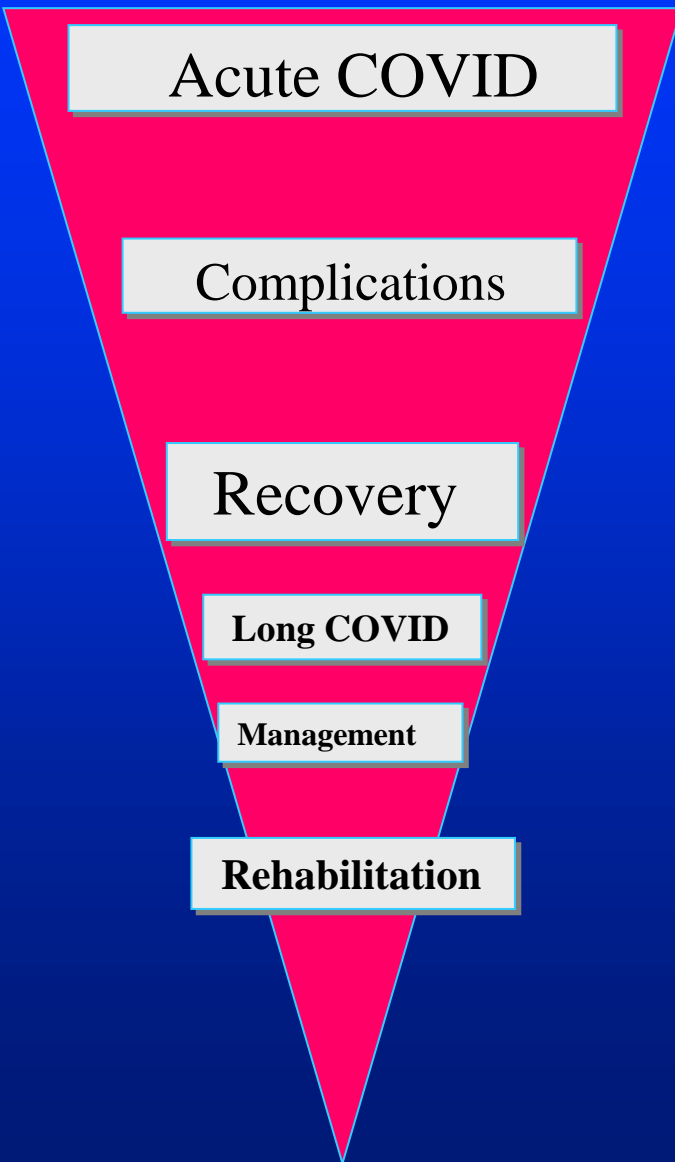 Acute COVID
Complications
Recovery
Long COVID
Management
Rehabilitation